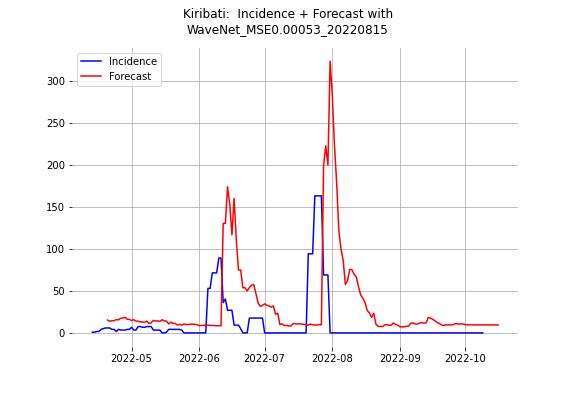 Kiribati:  Incidence + Forecast with
WaveNet_MSE0.00053_20220815
Incidence
Forecast
300
250
200
150
100
50
0
2022-05 2022-06 2022-07 2022-08 2022-09 2022-10